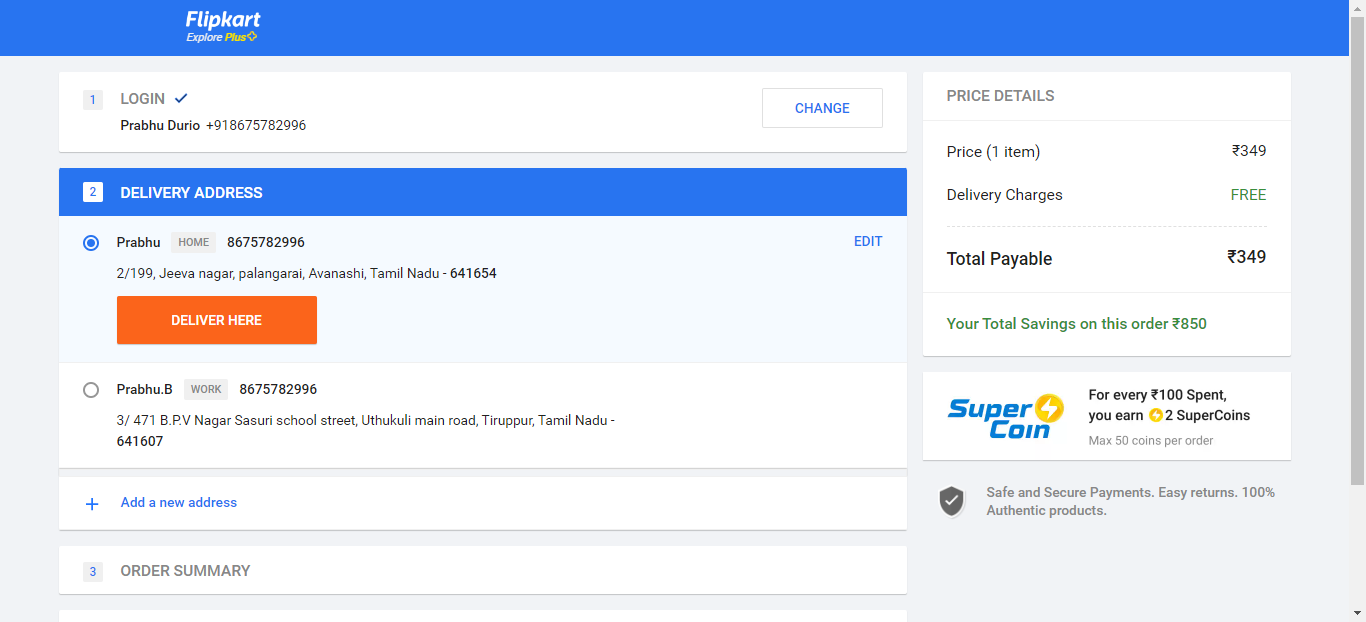 Flipkart
Explore Plus
1 LOGIN
Prabhu Durio +918675782996
CHANGE
2 DELIVERY ADDRESS
Prabhu HOME 8675782996
EDIT
2/199, Jeeva nagar, palangarai, Avanashi, Tamil Nadu - 641654
DELIVER HERE
Prabhu.B WORK 8675782996
3/ 471 B.P.V Nagar Sasuri school street, Uthukuli main road, Tiruppur, Tamil Nadu -
641607
+ Add a new address
3 ORDER SUMMARY
PRICE DETAILS
Price (1 item) ₹349
Delivery Charges FREE
Total Payable ₹349
Your Total Savings on this order ₹850
Super
Coin
For every ₹100 Spent,
you earn 2 SuperCoins
Max 50 coins per order
Safe and Secure Payments. Easy returns. 100%
Authentic products.